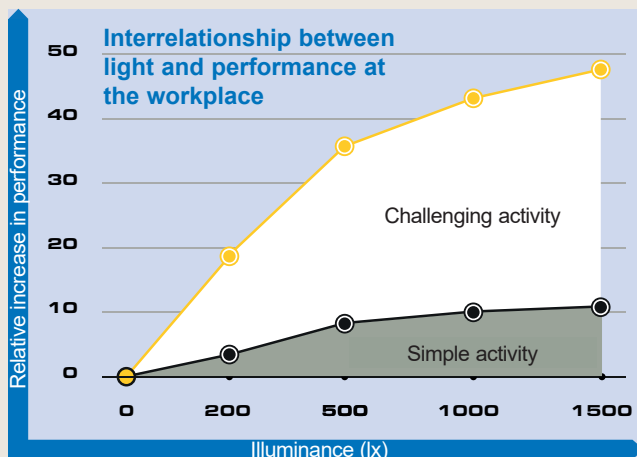 Interrelationship between
light and performance at
the workplace
Relative increase in performance
50
40
30
20
10
0
Challenging activity
Simple activity
0 200 500 1000 1500
Illuminance (lx)